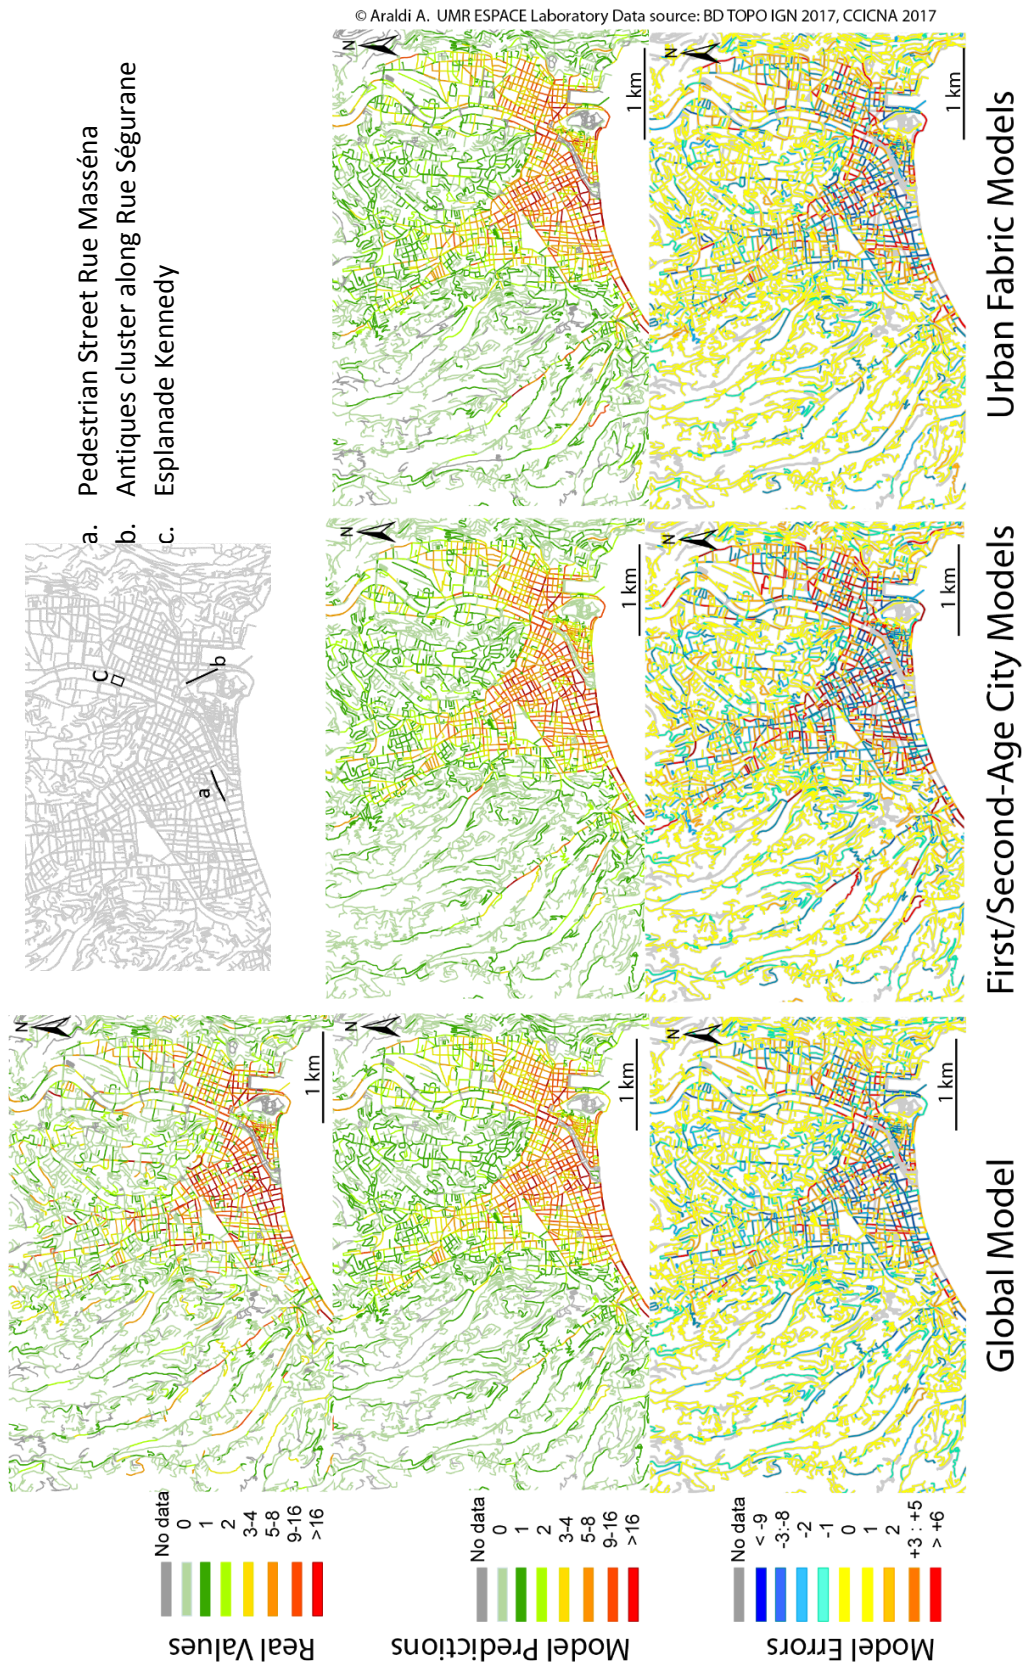 © Araldi A. UMR ESPACE Laboratory Data source: BD TOPO IGN 2017, CCICNA 2017
Real Values
No data
0
1
2
3-4
5-8
9-16
>16
N
1 km
a
b
C
a. Pedestrian Street Rue Masséna
b. Antiques cluster along Rue Ségurane
c. Esplanade Kennedy
Model Predictions
No data
0
1
2
3-4
5-8
9-16
>16
N
1 km
N
1 km
N
1 km
Model Errors
No data
< -9
-3:-8
-2
-1
0
1
2
+3 : +5
> +6
N
1 km
N
1 km
N
1 km
Global Model
First/Second-Age City Models
Urban Fabric Models